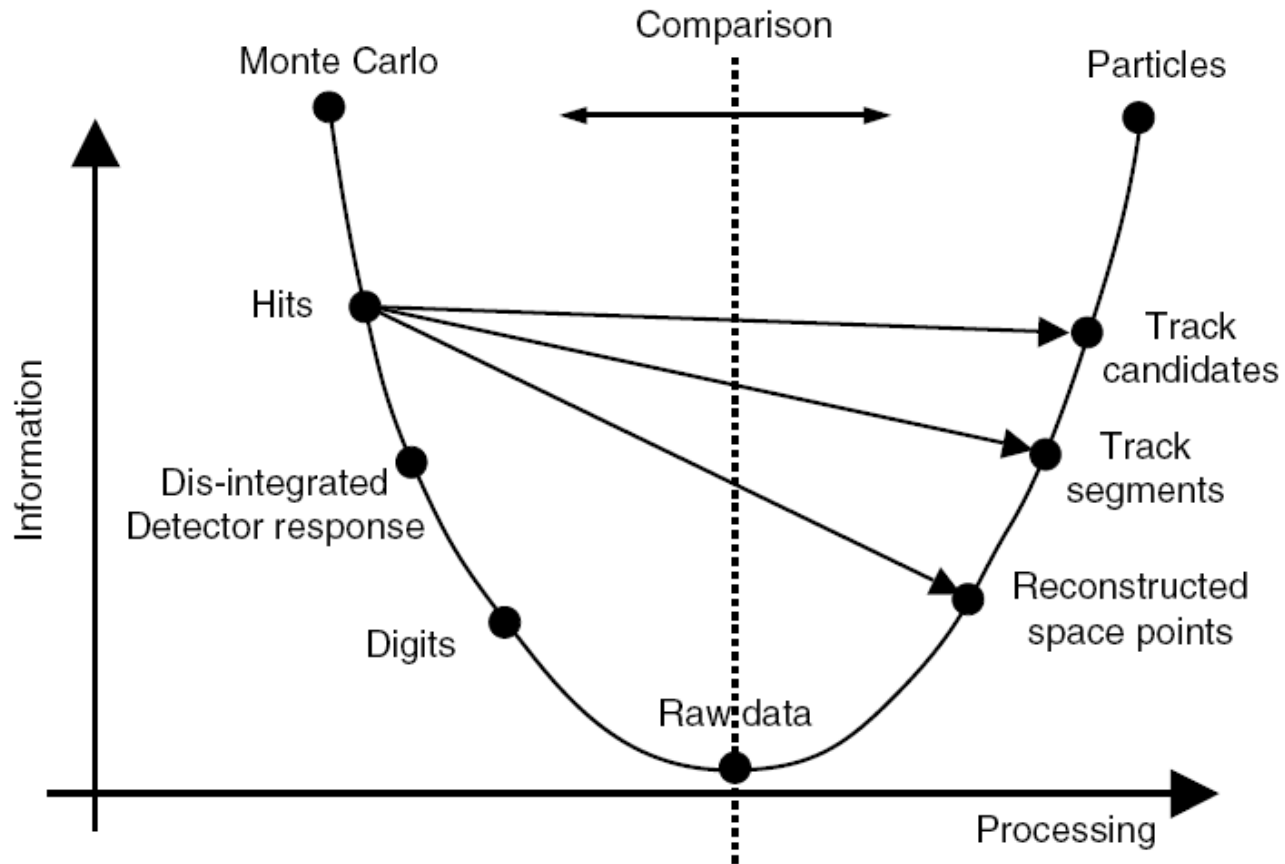 Comparison
Monte Carlo
Particles
Hits
Track
candidates
Track
segments
Information
Dis-integrated
Detector response
Reconstructed
space points
Digits
Raw data
Processing